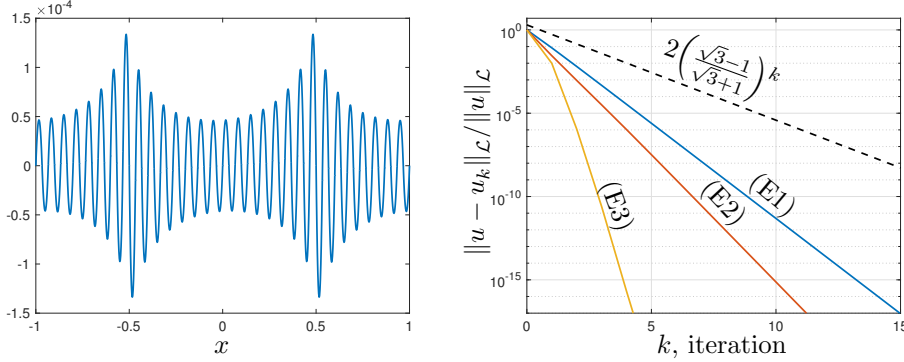 ×10⁻⁴
1.5
1
0.5
0
-0.5
-1
-1.5
-1 -0.5 0 0.5 1
x
‖u − u_k‖_ℒ/‖u‖_ℒ
10⁰
10⁻⁵
10⁻¹⁰
10⁻¹⁵
2((√3−1)/(√3+1))^k
(E1)
(E2)
(E3)
0 5 10 15
k, iteration